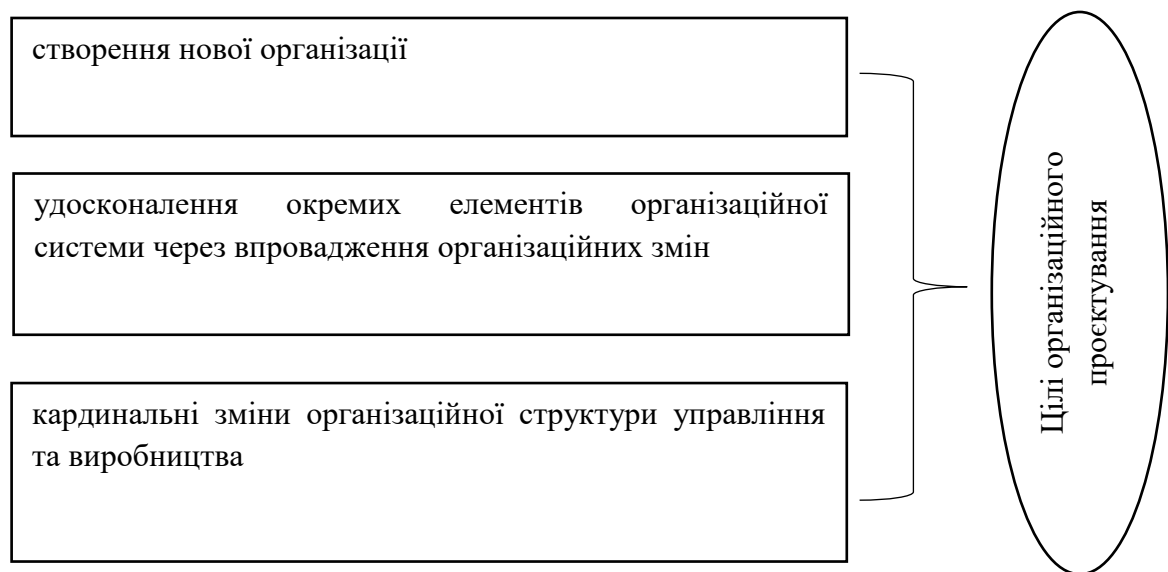 створення нової організації
удосконалення окремих елементів організаційної
системи через впровадження організаційних змін
кардинальні зміни організаційної структури управління
та виробництва
Цілі організаційного
проєктування